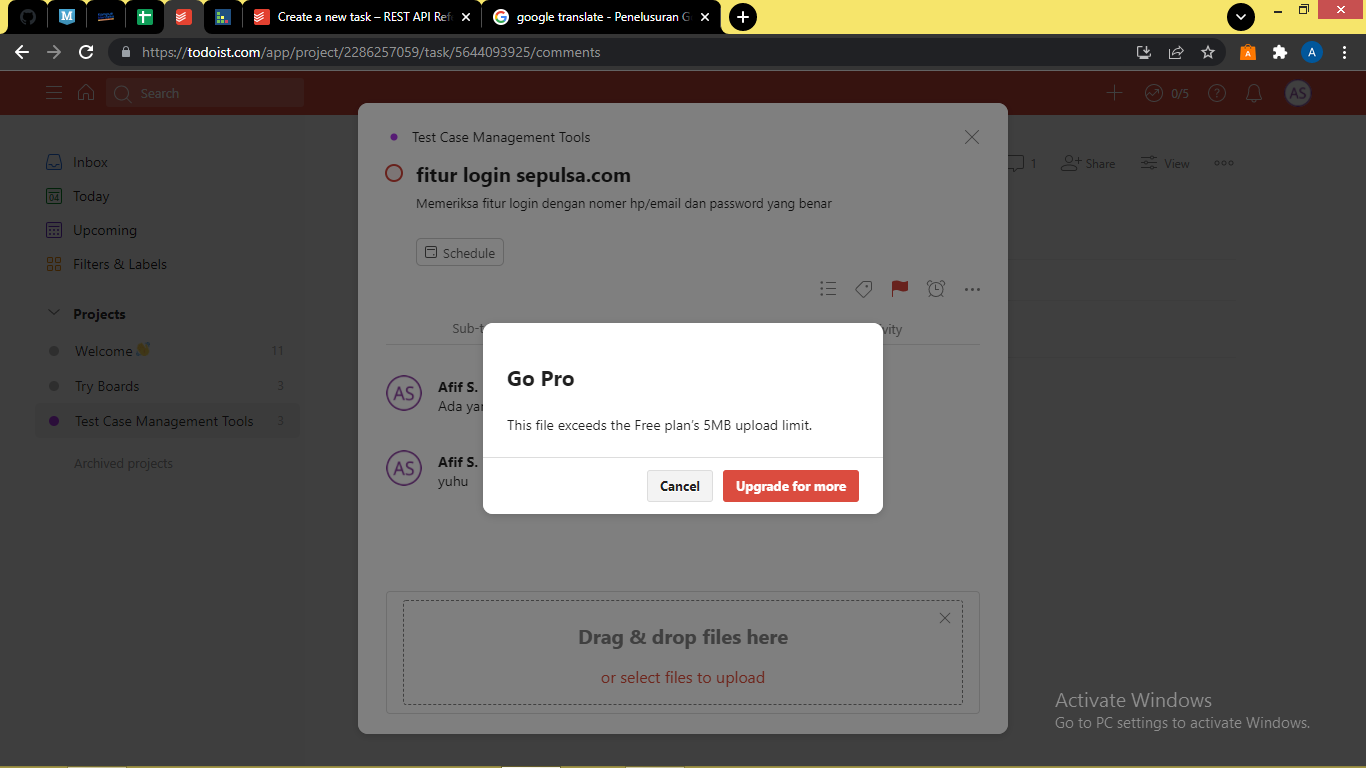 Create a new task – REST API Ref
google translate - Penelusuran G
https://todoist.com/app/project/2286257059/task/5644093925/comments
A
Search
0/5
AS
Inbox
04
Today
Upcoming
Filters & Labels
Projects
Welcome
11
Try Boards
3
Test Case Management Tools
3
Archived projects
1
Share
View
Test Case Management Tools
fitur login sepulsa.com
Memeriksa fitur login dengan nomer hp/email dan password yang benar
Schedule
Sub-t
vity
AS
Afif S.
Ada yan
AS
Afif S.
yuhu
Go Pro
This file exceeds the Free plan’s 5MB upload limit.
Cancel
Upgrade for more
Drag & drop files here
or select files to upload
Activate Windows
Go to PC settings to activate Windows.